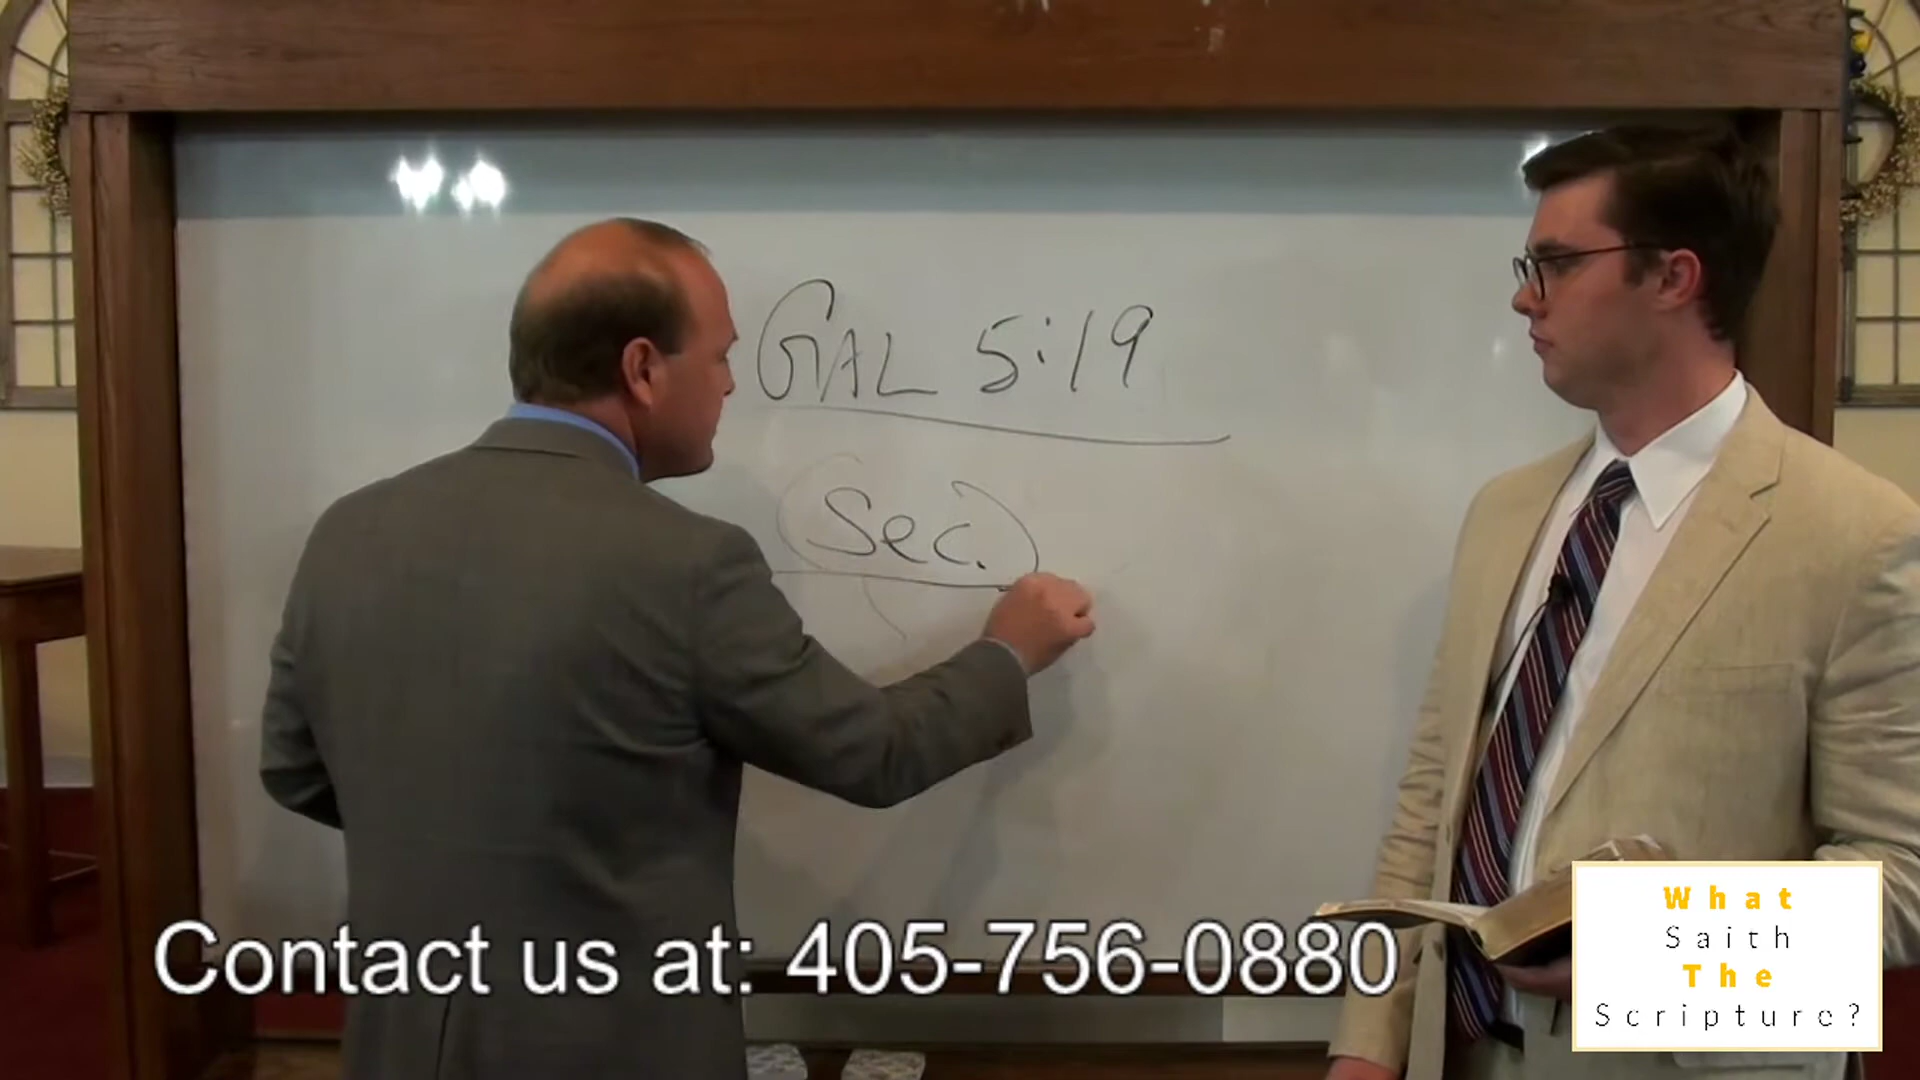 GAL 5:19
(Sec.)
Contact us at: 405-756-0880
What
Saith
The
Scripture?